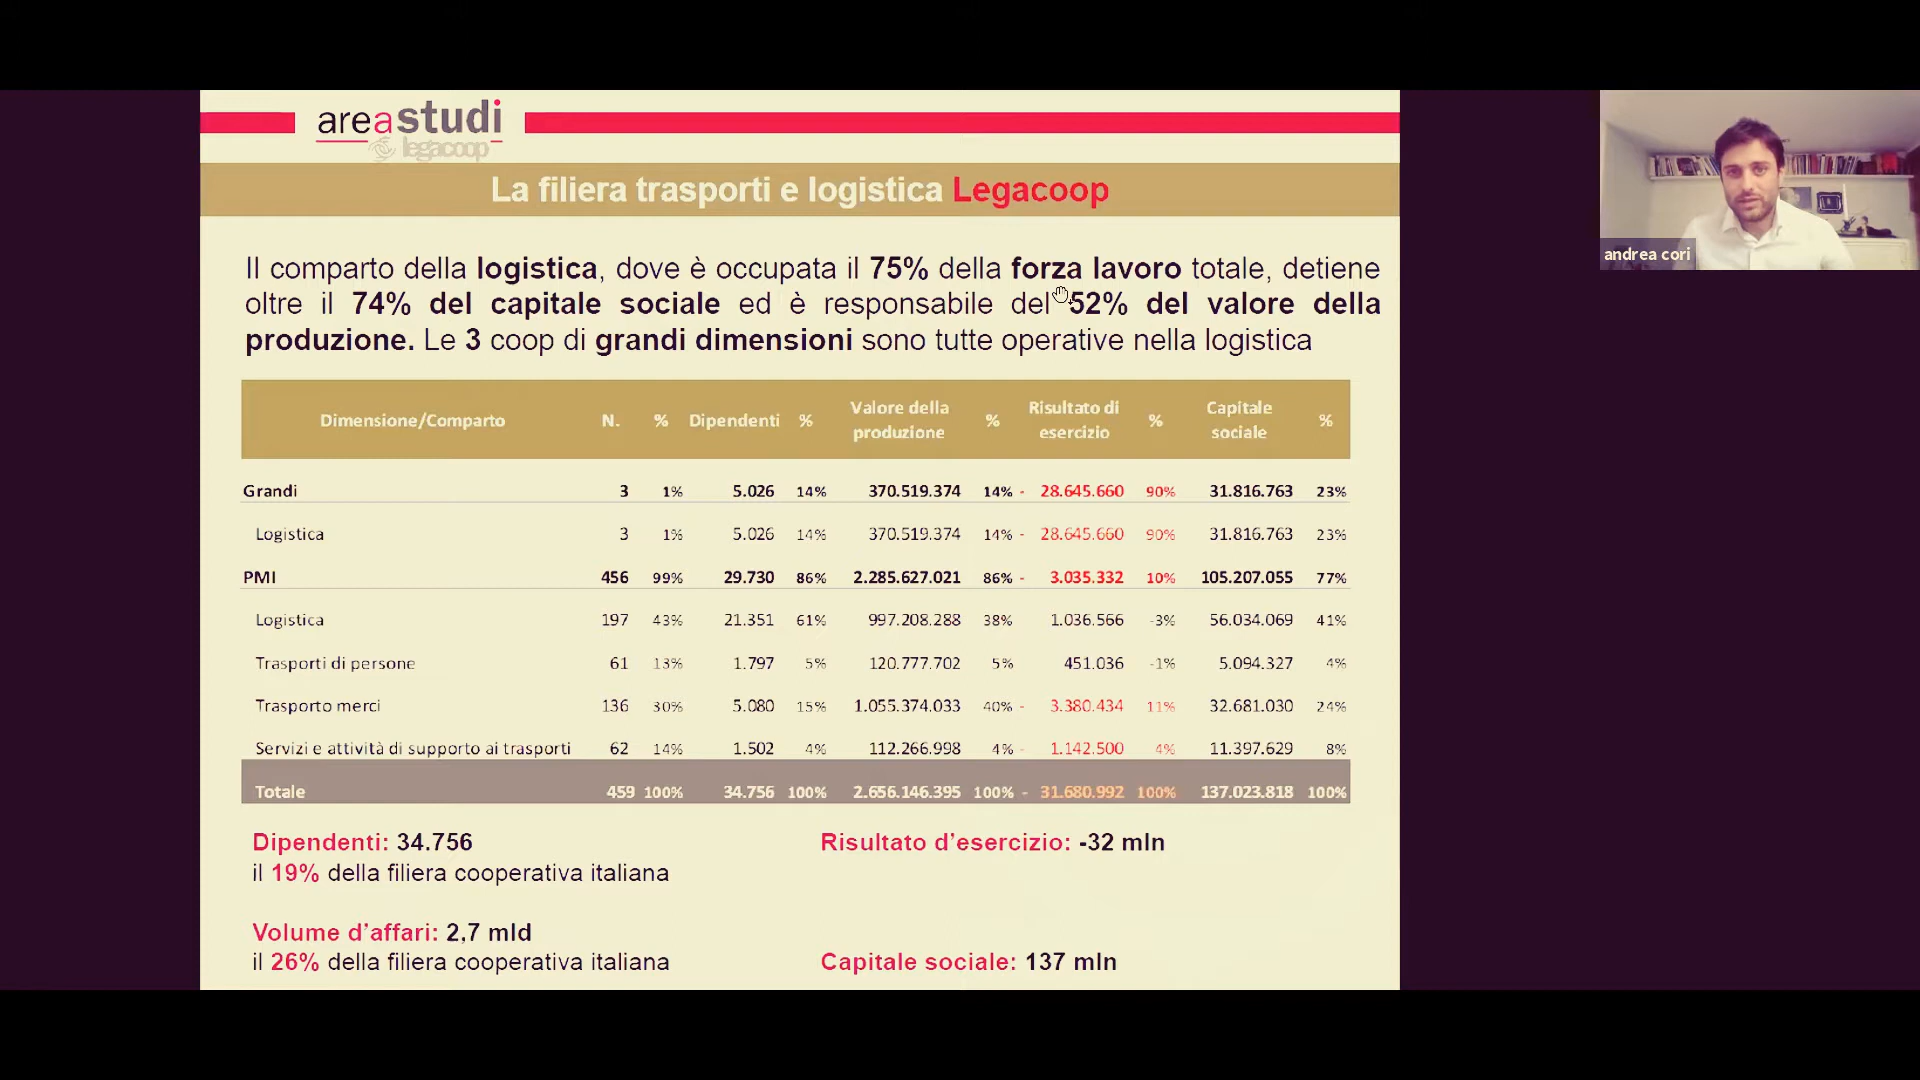 areastudi
legacoop
La filiera trasporti e logistica Legacoop
andrea cori
Il comparto della logistica, dove è occupata il 75% della forza lavoro totale, detiene
oltre il 74% del capitale sociale ed è responsabile del 52% del valore della
produzione. Le 3 coop di grandi dimensioni sono tutte operative nella logistica
Dimensione/Comparto N. % Dipendenti % Valore della produzione % Risultato di esercizio % Capitale sociale %
Grandi 3 1% 5.026 14% 370.519.374 14% - 28.645.660 90% 31.816.763 23%
Logistica 3 1% 5.026 14% 370.519.374 14% - 28.645.660 90% 31.816.763 23%
PMI 456 99% 29.730 86% 2.285.627.021 86% - 3.035.332 10% 105.207.055 77%
Logistica 197 43% 21.351 61% 997.208.288 38% 1.036.566 -3% 56.034.069 41%
Trasporti di persone 61 13% 1.797 5% 120.777.702 5% 451.036 -1% 5.094.327 4%
Trasporto merci 136 30% 5.080 15% 1.055.374.033 40% - 3.380.434 11% 32.681.030 24%
Servizi e attività di supporto ai trasporti 62 14% 1.502 4% 112.266.998 4% - 1.142.500 4% 11.397.629 8%
Totale 459 100% 34.756 100% 2.656.146.395 100% - 31.680.992 100% 137.023.818 100%
Dipendenti: 34.756
il 19% della filiera cooperativa italiana
Risultato d'esercizio: -32 mln
Volume d'affari: 2,7 mld
il 26% della filiera cooperativa italiana
Capitale sociale: 137 mln